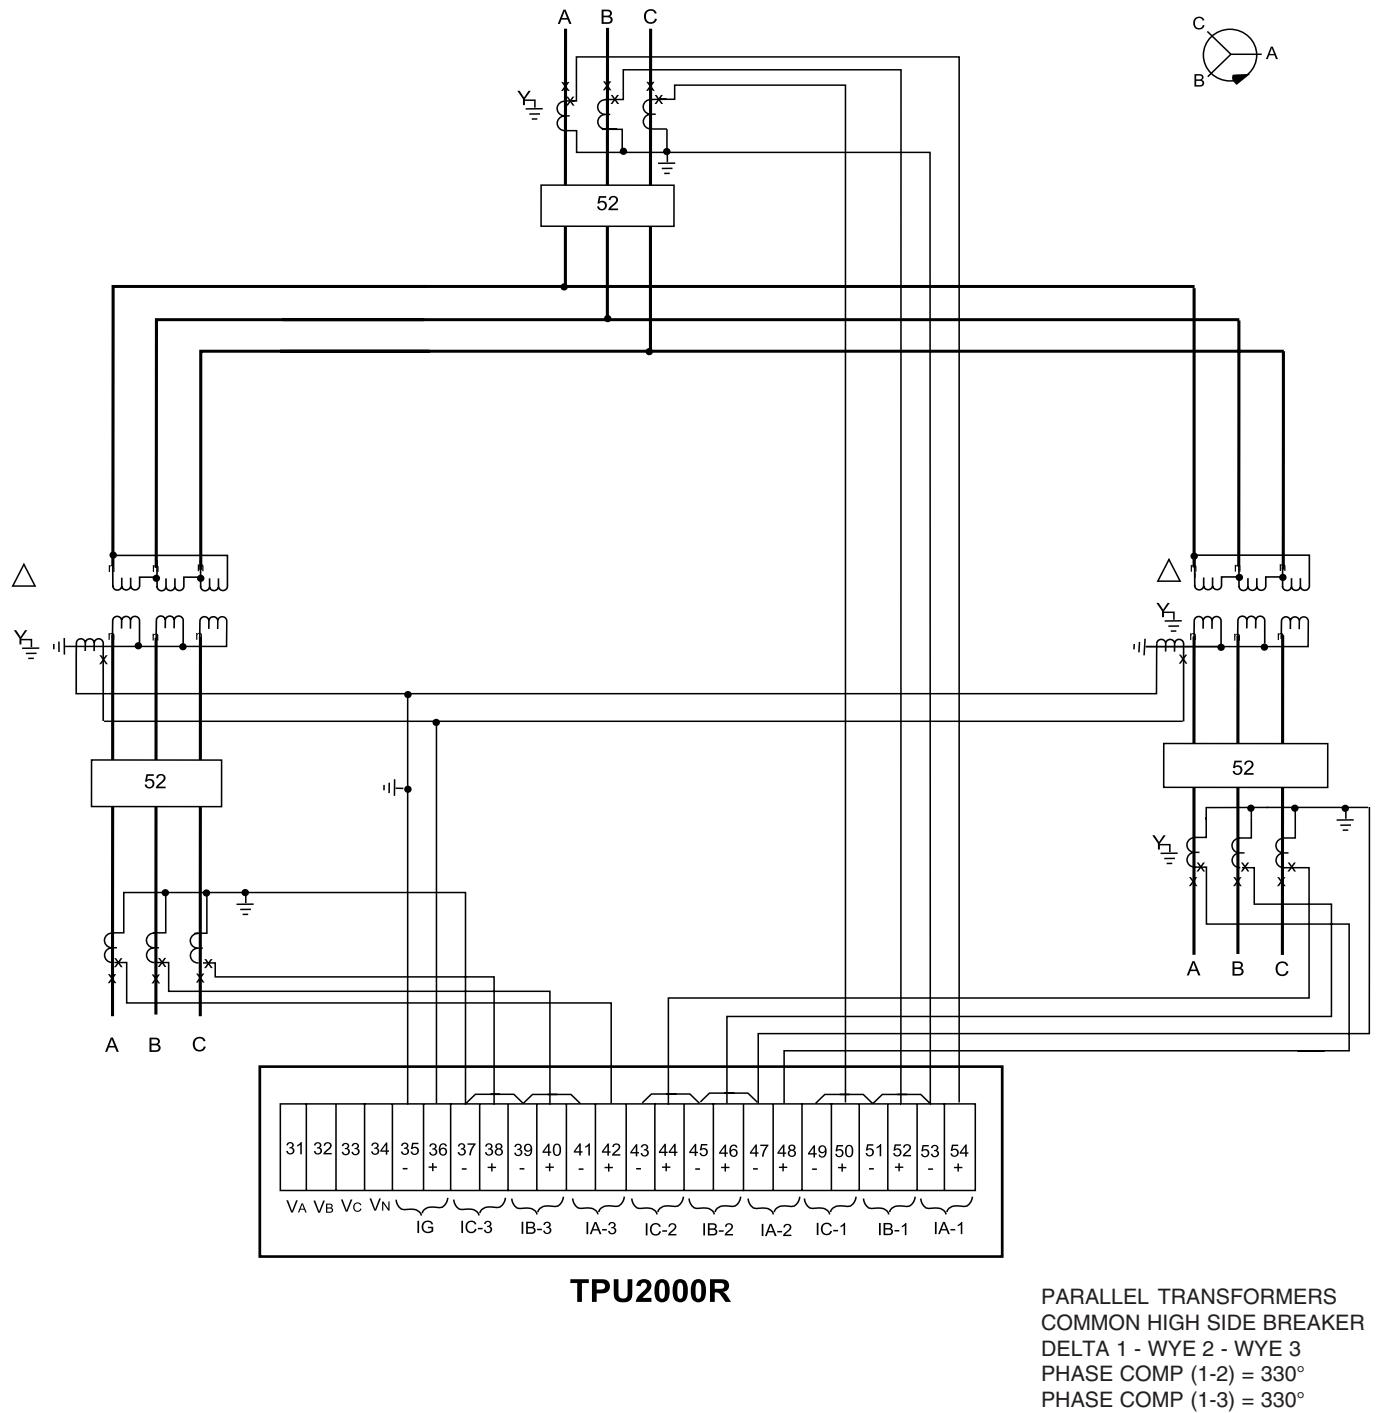 A B C
C
A
B
Y
52
Y
Y
Y
52
52
Y
A B C
A B C
31 32 33 34 35 36 37 38 39 40 41 42 43 44 45 46 47 48 49 50 51 52 53 54
- + - + - + - + - + - + - + - + - + - +
VA VB VC VN
IG IC-3 IB-3 IA-3 IC-2 IB-2 IA-2 IC-1 IB-1 IA-1
TPU2000R
PARALLEL TRANSFORMERS
COMMON HIGH SIDE BREAKER
DELTA 1 - WYE 2 - WYE 3
PHASE COMP (1-2) = 330°
PHASE COMP (1-3) = 330°